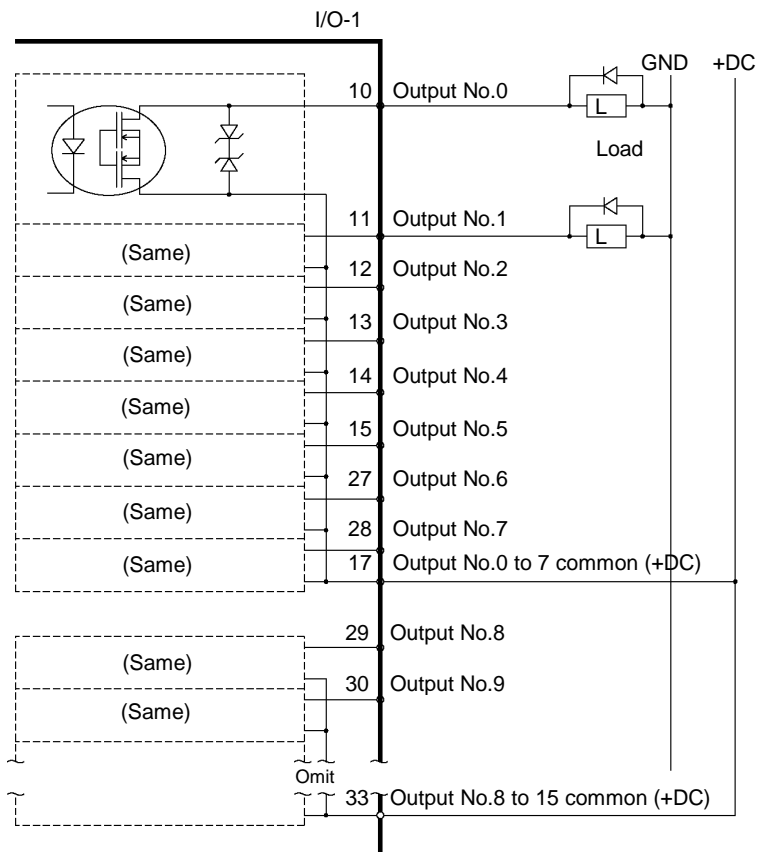 I/O-1
GND +DC
10 Output No.0
L
Load
11 Output No.1
L
(Same)
12 Output No.2
(Same)
13 Output No.3
(Same)
14 Output No.4
(Same)
15 Output No.5
(Same)
27 Output No.6
(Same)
28 Output No.7
(Same)
17 Output No.0 to 7 common (+DC)
29 Output No.8
(Same)
30 Output No.9
(Same)
Omit
33 Output No.8 to 15 common (+DC)